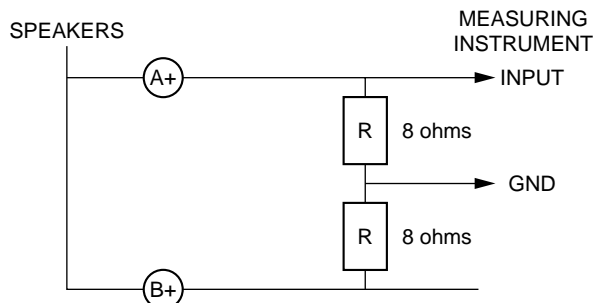 SPEAKERS
MEASURING
INSTRUMENT
A+
INPUT
R
8 ohms
GND
R
8 ohms
B+